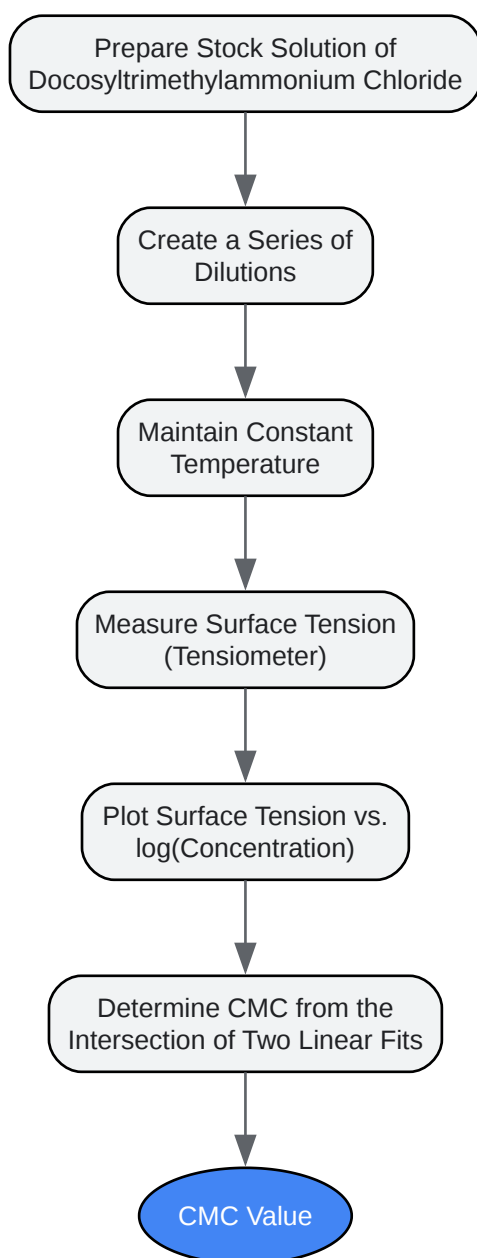 Prepare Stock Solution of
Docosyltrimethylammonium Chloride
Create a Series of
Dilutions
Maintain Constant
Temperature
Measure Surface Tension
(Tensiometer)
Plot Surface Tension vs.
log(Concentration)
Determine CMC from the
Intersection of Two Linear Fits
CMC Value